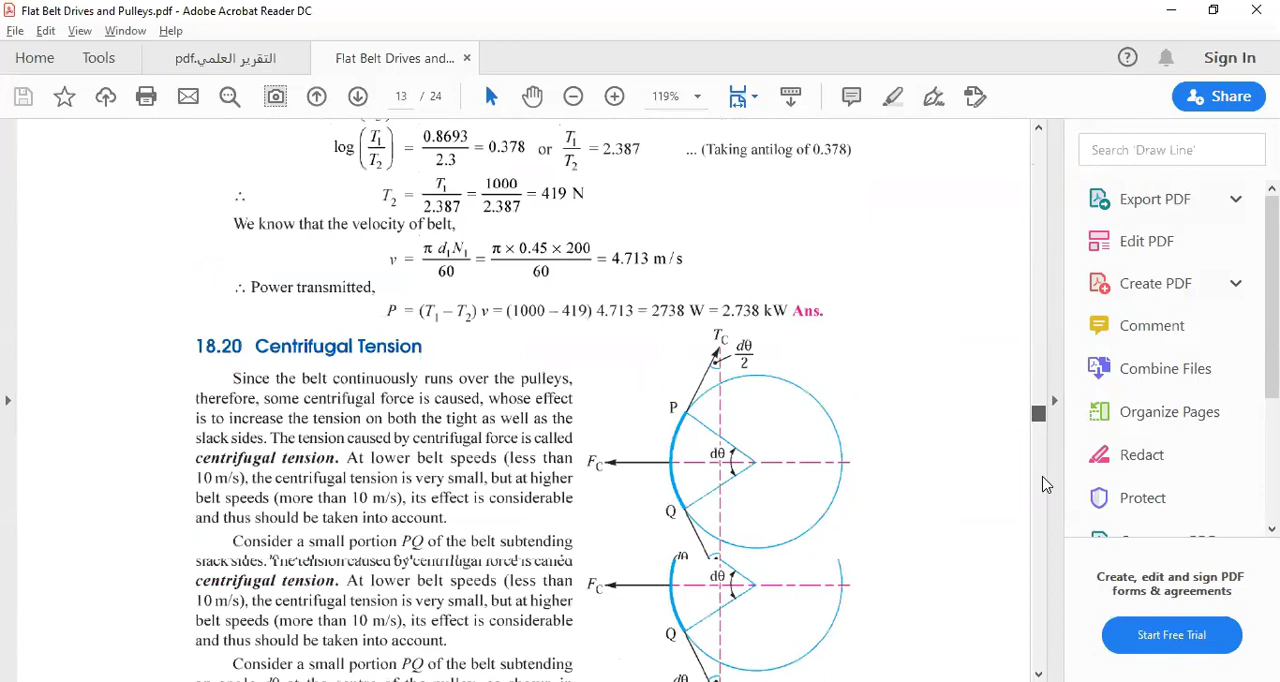 Flat Belt Drives and Pulleys.pdf - Adobe Acrobat Reader DC
File Edit View Window Help
Home Tools التقرير العلمي.pdf Flat Belt Drives and... × Sign In
13 / 24 119% Share
log (T₁/T₂) = 0.8693/2.3 = 0.378 or T₁/T₂ = 2.387 ... (Taking antilog of 0.378)
∴ T₂ = T₁/2.387 = 1000/2.387 = 419 N
We know that the velocity of belt,
v = π d₁ N₁/60 = π × 0.45 × 200/60 = 4.713 m/s
∴ Power transmitted,
P = (T₁ – T₂) v = (1000 – 419) 4.713 = 2738 W = 2.738 kW Ans.
18.20 Centrifugal Tension
Since the belt continuously runs over the pulleys,
therefore, some centrifugal force is caused, whose effect
is to increase the tension on both the tight as well as the
slack sides. The tension caused by centrifugal force is called
centrifugal tension. At lower belt speeds (less than
10 m/s), the centrifugal tension is very small, but at higher
belt speeds (more than 10 m/s), its effect is considerable
and thus should be taken into account.
Consider a small portion PQ of the belt subtending
slack sides. The tension caused by centrifugal force is called
centrifugal tension. At lower belt speeds (less than
10 m/s), the centrifugal tension is very small, but at higher
belt speeds (more than 10 m/s), its effect is considerable
and thus should be taken into account.
Consider a small portion PQ of the belt subtending
T_C
dθ/2
P
dθ
F_C
Q
dθ
dθ
F_C
Q
dθ
Search 'Draw Line'
Export PDF
Edit PDF
Create PDF
Comment
Combine Files
Organize Pages
Redact
Protect
Create, edit and sign PDF
forms & agreements
Start Free Trial